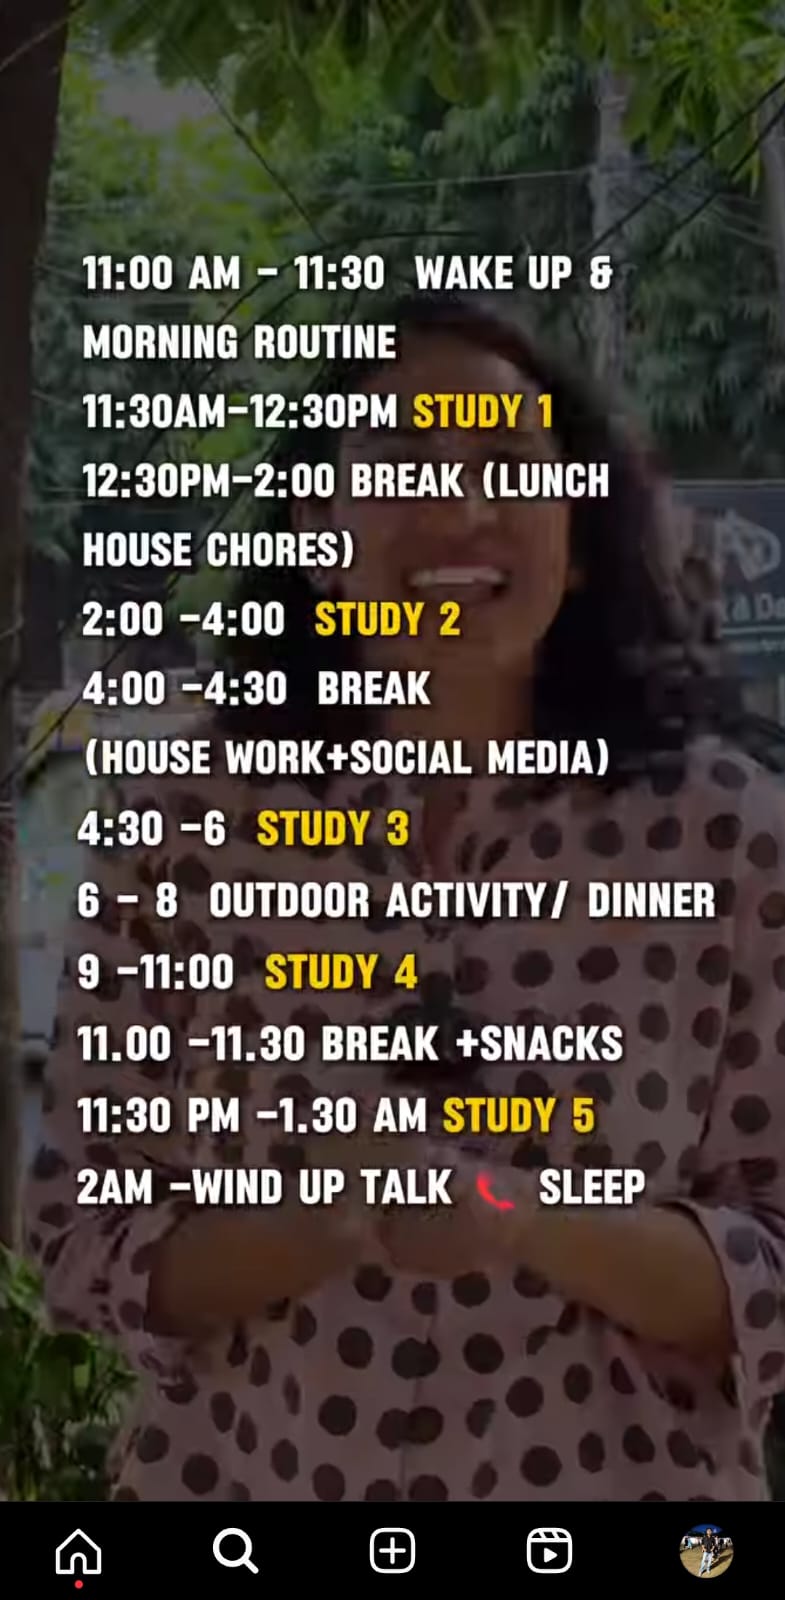 11:00 AM - 11:30 WAKE UP &
MORNING ROUTINE
11:30AM-12:30PM STUDY 1
12:30PM-2:00 BREAK (LUNCH
HOUSE CHORES)
2:00 -4:00 STUDY 2
4:00 -4:30 BREAK
(HOUSE WORK+SOCIAL MEDIA)
4:30 -6 STUDY 3
6 - 8 OUTDOOR ACTIVITY/ DINNER
9 -11:00 STUDY 4
11.00 -11.30 BREAK +SNACKS
11:30 PM -1.30 AM STUDY 5
2AM -WIND UP TALK SLEEP